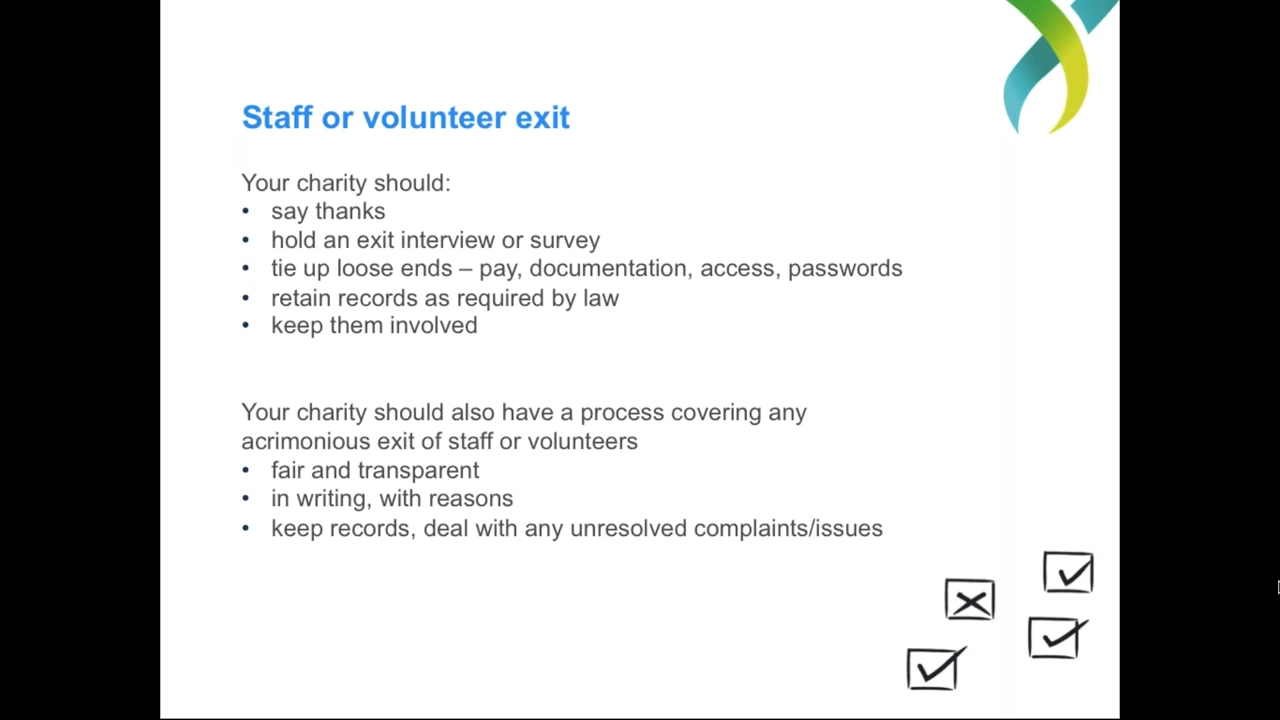 Staff or volunteer exit
Your charity should:
• say thanks
• hold an exit interview or survey
• tie up loose ends – pay, documentation, access, passwords
• retain records as required by law
• keep them involved
Your charity should also have a process covering any
acrimonious exit of staff or volunteers
• fair and transparent
• in writing, with reasons
• keep records, deal with any unresolved complaints/issues